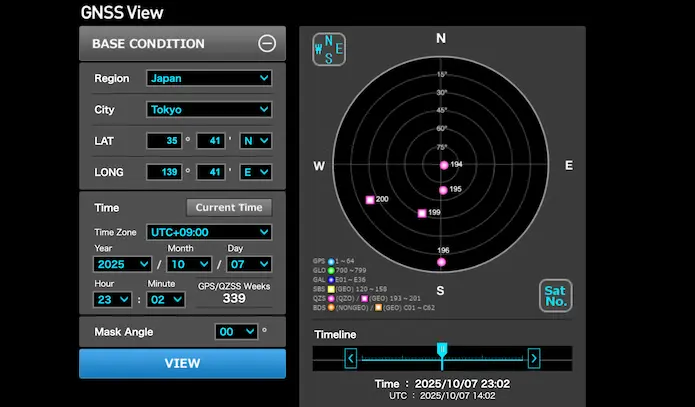 GNSS View
BASE CONDITION
Region Japan
City Tokyo
LAT 35 ° 41 ' N
LONG 139 ° 41 ' E
Time Current Time
Time Zone UTC+09:00
Year Month Day
2025 / 10 / 07
Hour Minute GPS/QZSS Weeks
23 : 02 339
Mask Angle 00 °
VIEW
N
W E
S
N
15°
30°
45°
60°
75°
W E
194
195
200
199
196
S
GPS 1~64
GLO 700~799
GAL E01~E36
SBS (GEO) 120~158
QZS (QZO) / (GEO) 193~201
BDS (NONGEO) / (GEO) C01~C62
Sat
No.
Timeline
Time : 2025/10/07 23:02
UTC : 2025/10/07 14:02